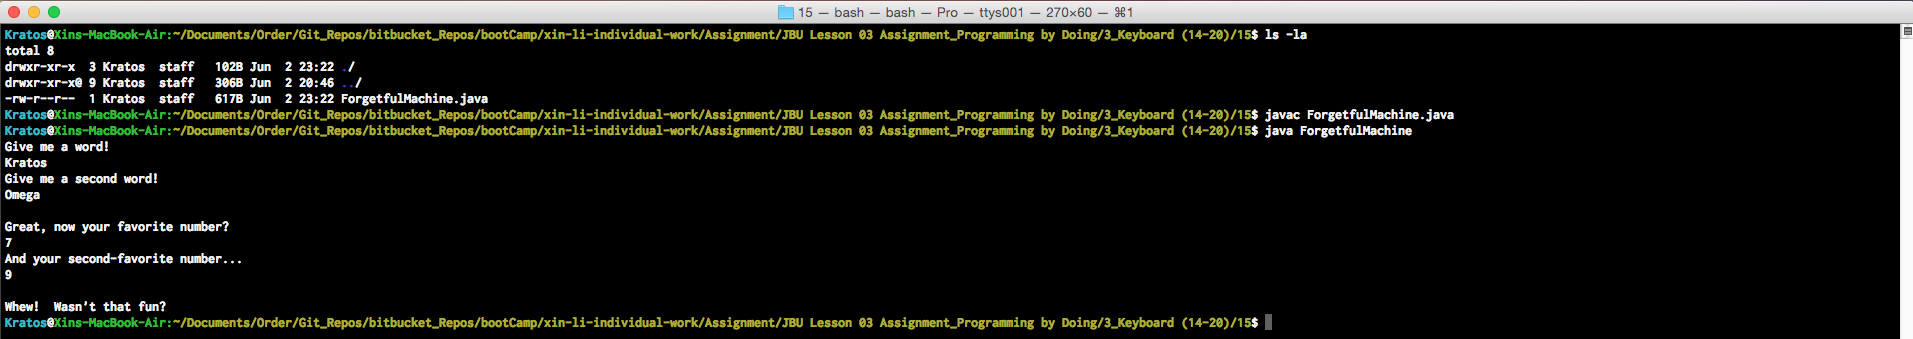 15 — bash — bash — Pro — ttys001 — 270×60 — ⌘1
Kratos@Xins-MacBook-Air:~/Documents/Order/Git_Repos/bitbucket_Repos/bootCamp/xin-li-individual-work/Assignment/JBU Lesson 03 Assignment_Programming by Doing/3_Keyboard (14-20)/15$ ls -la
total 8
drwxr-xr-x  3 Kratos  staff   102B Jun  2 23:22 ./
drwxr-xr-x@ 9 Kratos  staff   306B Jun  2 20:46 ../
-rw-r--r--  1 Kratos  staff   617B Jun  2 23:22 ForgetfulMachine.java
Kratos@Xins-MacBook-Air:~/Documents/Order/Git_Repos/bitbucket_Repos/bootCamp/xin-li-individual-work/Assignment/JBU Lesson 03 Assignment_Programming by Doing/3_Keyboard (14-20)/15$ javac ForgetfulMachine.java
Kratos@Xins-MacBook-Air:~/Documents/Order/Git_Repos/bitbucket_Repos/bootCamp/xin-li-individual-work/Assignment/JBU Lesson 03 Assignment_Programming by Doing/3_Keyboard (14-20)/15$ java ForgetfulMachine
Give me a word!
Kratos
Give me a second word!
Omega
Great, now your favorite number?
7
And your second-favorite number...
9
Whew!  Wasn't that fun?
Kratos@Xins-MacBook-Air:~/Documents/Order/Git_Repos/bitbucket_Repos/bootCamp/xin-li-individual-work/Assignment/JBU Lesson 03 Assignment_Programming by Doing/3_Keyboard (14-20)/15$